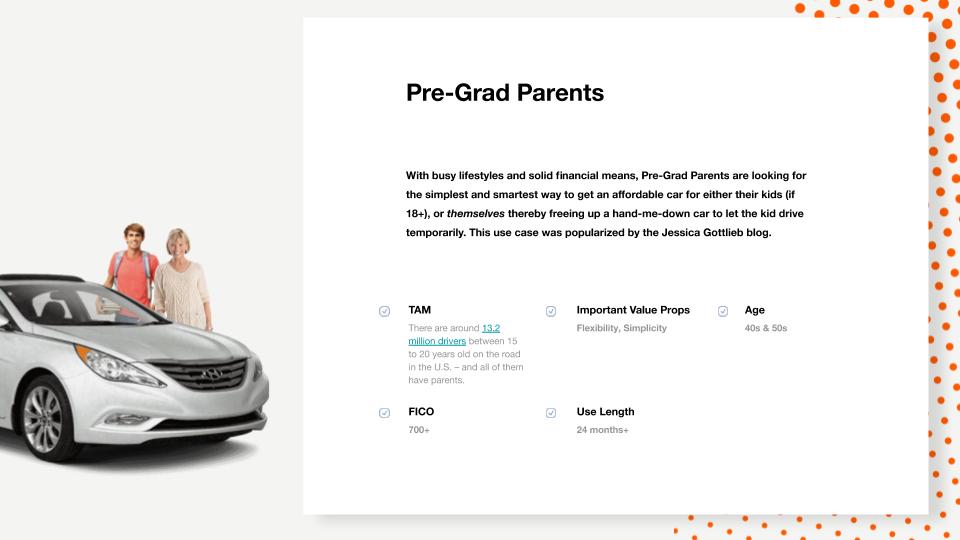 Pre-Grad Parents
With busy lifestyles and solid financial means, Pre-Grad Parents are looking for
the simplest and smartest way to get an affordable car for either their kids (if
18+), or themselves thereby freeing up a hand-me-down car to let the kid drive
temporarily. This use case was popularized by the Jessica Gottlieb blog.
TAM
There are around 13.2
million drivers between 15
to 20 years old on the road
in the U.S. – and all of them
have parents.
Important Value Props
Flexibility, Simplicity
Age
40s & 50s
FICO
700+
Use Length
24 months+